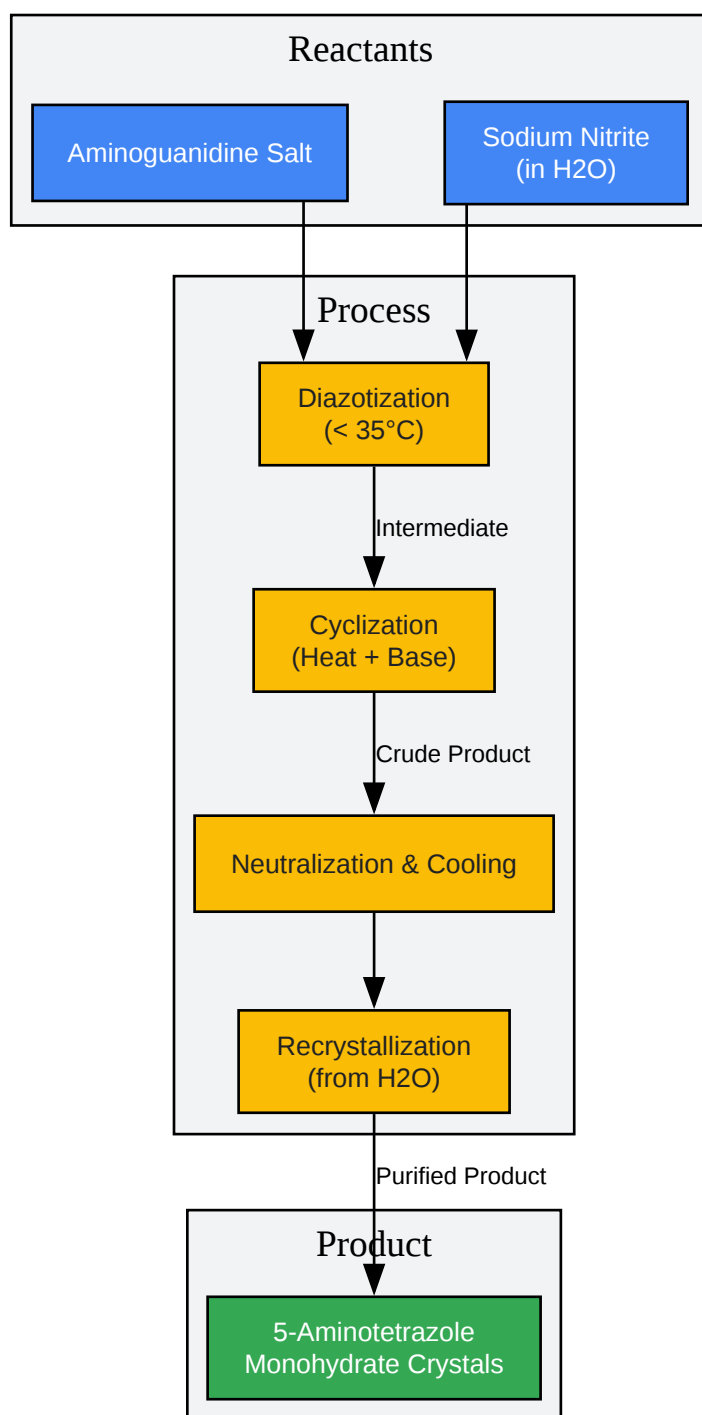 Reactants
Aminoguanidine Salt
Sodium Nitrite
(in H2O)
Process
Diazotization
(< 35°C)
Intermediate
Cyclization
(Heat + Base)
Crude Product
Neutralization & Cooling
Recrystallization
(from H2O)
Purified Product
Product
5-Aminotetrazole
Monohydrate Crystals